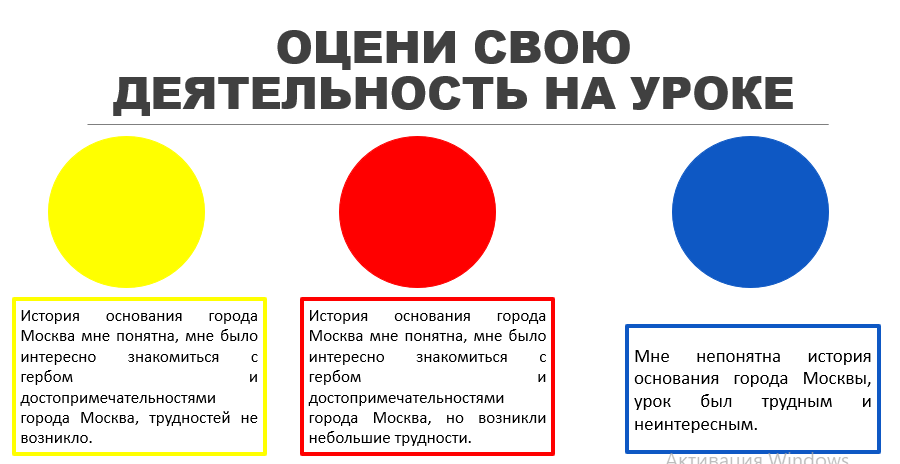 ОЦЕНИ СВОЮ
ДЕЯТЕЛЬНОСТЬ НА УРОКЕ
История основания города
Москва мне понятна, мне было
интересно знакомиться с
гербом и
достопримечательностями
города Москва, трудностей не
возникло.
История основания города
Москва мне понятна, мне было
интересно знакомиться с
гербом и
достопримечательностями
города Москва, но возникли
небольшие трудности.
Мне непонятна история
основания города Москвы,
урок был трудным и
неинтересным.
Активация Windows